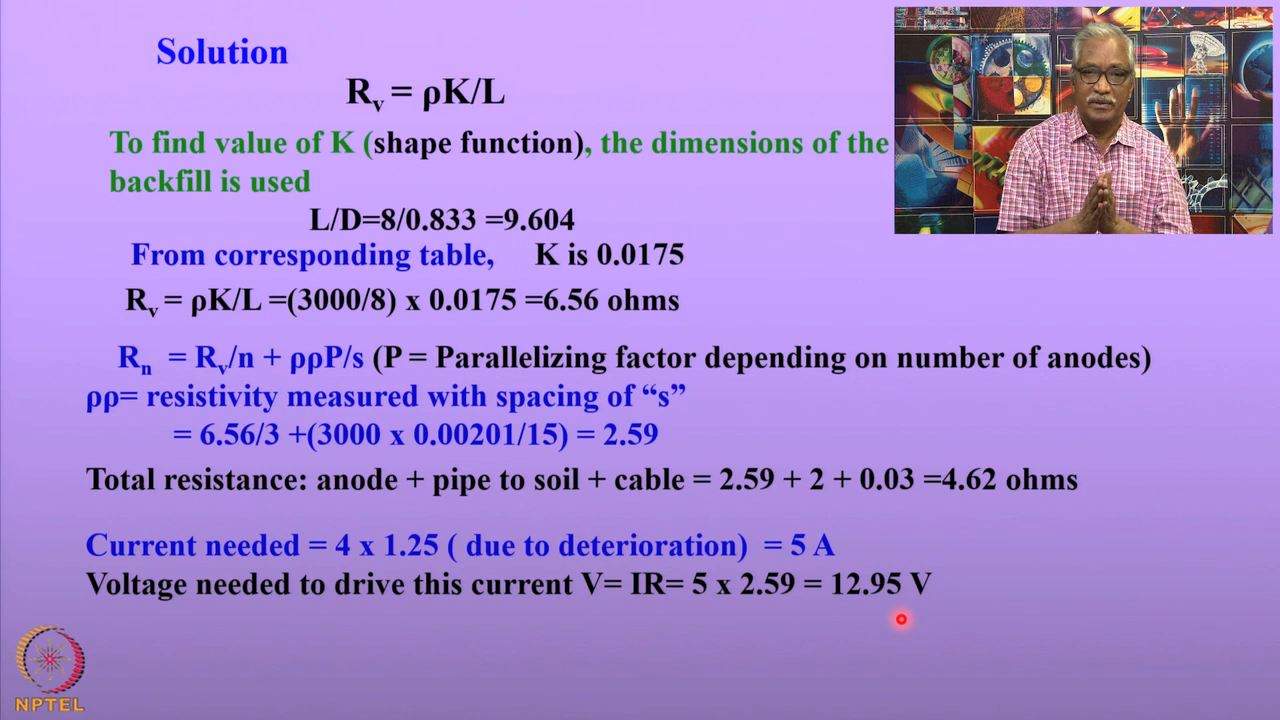 Solution
Rᵥ = ρK/L
To find value of K (shape function), the dimensions of the
backfill is used
L/D=8/0.833 =9.604
From corresponding table, K is 0.0175
Rᵥ = ρK/L =(3000/8) x 0.0175 =6.56 ohms
Rₙ = Rᵥ/n + ρρP/s (P = Parallelizing factor depending on number of anodes)
ρρ= resistivity measured with spacing of “s”
= 6.56/3 +(3000 x 0.00201/15) = 2.59
Total resistance: anode + pipe to soil + cable = 2.59 + 2 + 0.03 =4.62 ohms
Current needed = 4 x 1.25 ( due to deterioration) = 5 A
Voltage needed to drive this current V= IR= 5 x 2.59 = 12.95 V
NPTEL